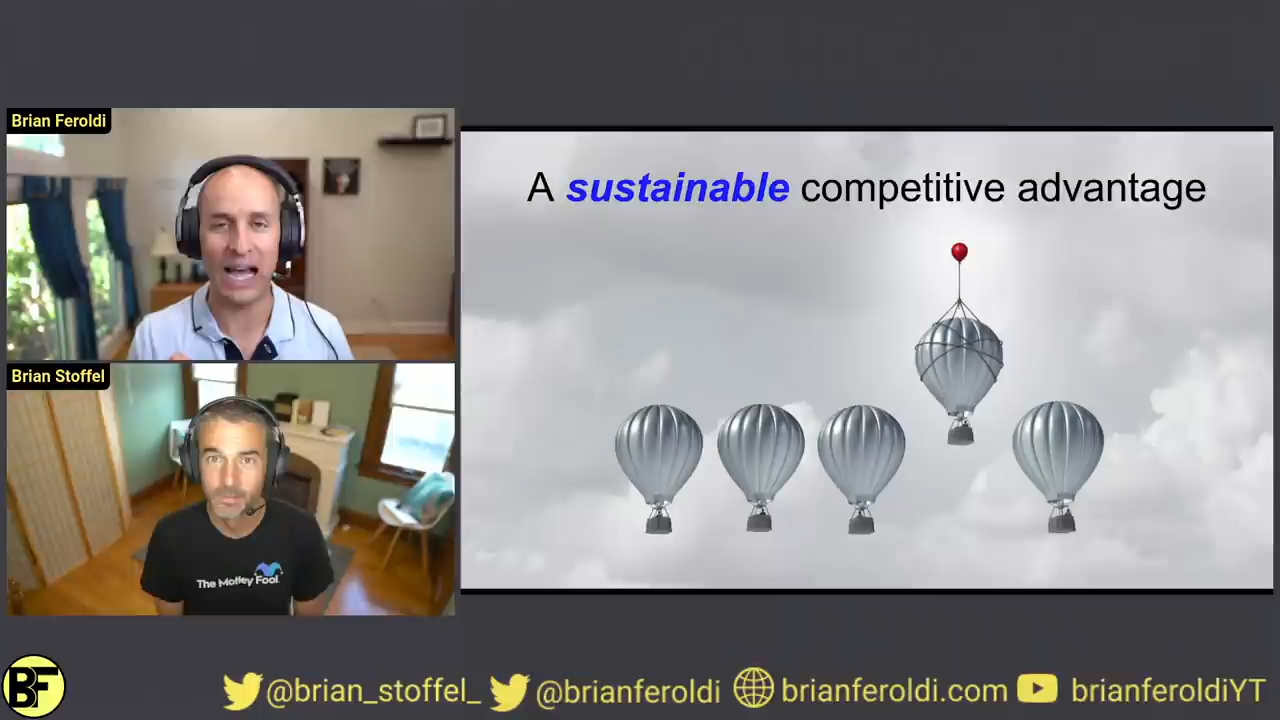 Brian Feroldi
A sustainable competitive advantage
Brian Stoffel
The Motley Fool
BF
@brian_stoffel_
@brianferoldi
brianferoldi.com
brianferoldiYT